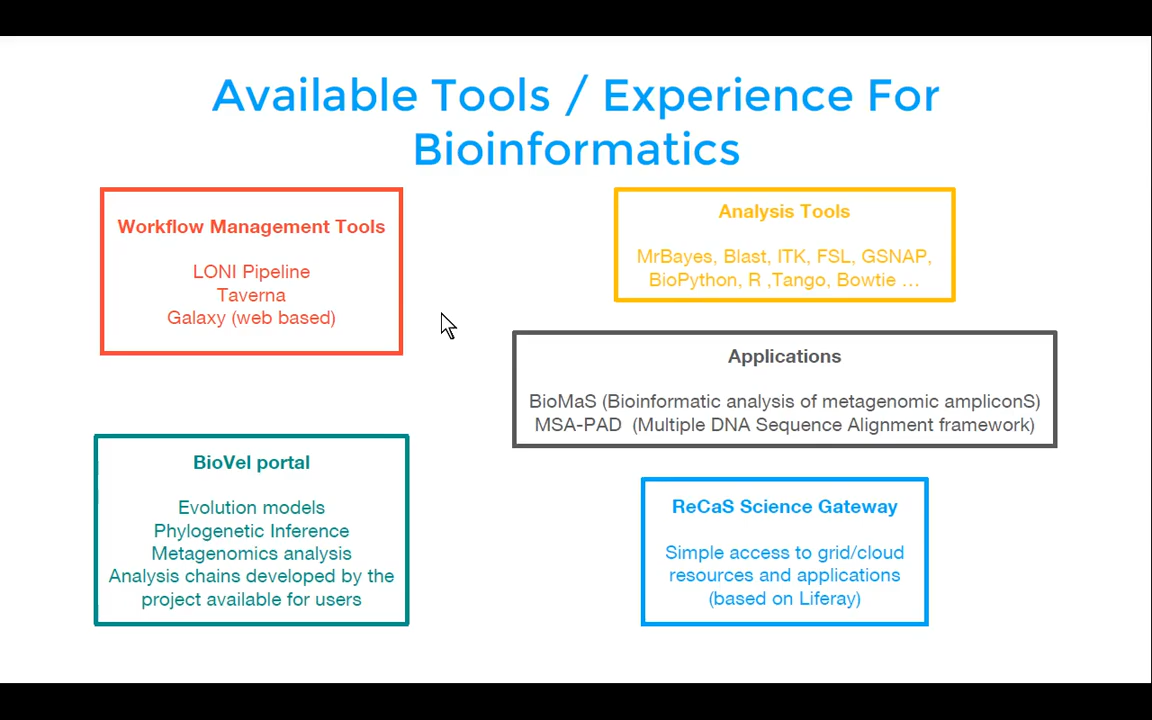 Available Tools / Experience For
Bioinformatics
Workflow Management Tools
LONI Pipeline
Taverna
Galaxy (web based)
Analysis Tools
MrBayes, Blast, ITK, FSL, GSNAP,
BioPython, R ,Tango, Bowtie ...
Applications
BioMaS (Bioinformatic analysis of metagenomic ampliconS)
MSA-PAD (Multiple DNA Sequence Alignment framework)
BioVel portal
Evolution models
Phylogenetic Inference
Metagenomics analysis
Analysis chains developed by the
project available for users
ReCaS Science Gateway
Simple access to grid/cloud
resources and applications
(based on Liferay)